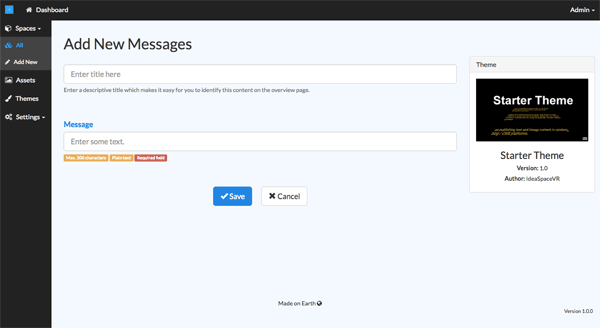 Dashboard
Admin
Spaces
All
Add New
Assets
Themes
Settings
Add New Messages
Enter title here
Enter a descriptive title which makes it easy for you to identify this content on the overview page.
Message
Enter some text.
Max. 300 characters Plain text Required field
Save Cancel
Theme
Starter Theme
Starter Theme
Version: 1.0
Author: IdeaSpaceVR
Made on Earth
Version 1.0.0